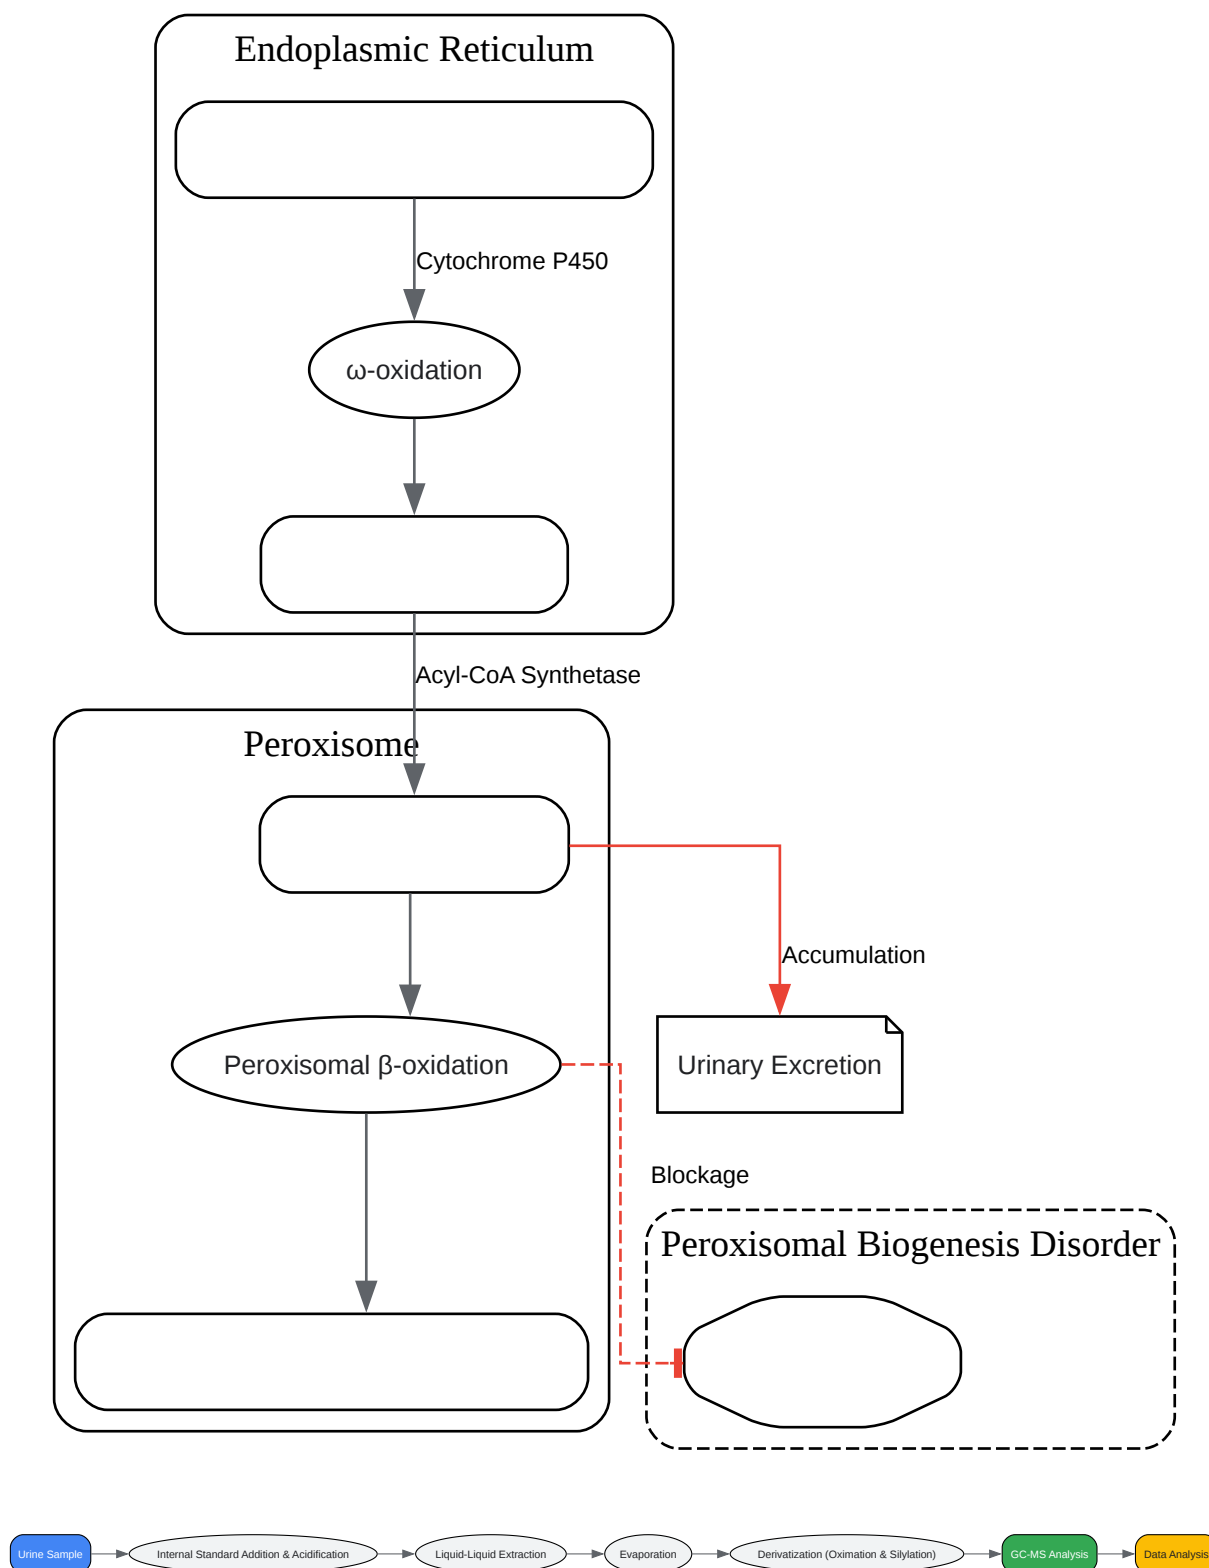 Endoplasmic Reticulum
Cytochrome P450
ω-oxidation
Acyl-CoA Synthetase
Peroxisome
Accumulation
Peroxisomal β-oxidation
Urinary Excretion
Blockage
Peroxisomal Biogenesis Disorder
Urine Sample
Internal Standard Addition & Acidification
Liquid-Liquid Extraction
Evaporation
Derivatization (Oximation & Silylation)
GC-MS Analysis
Data Analysis